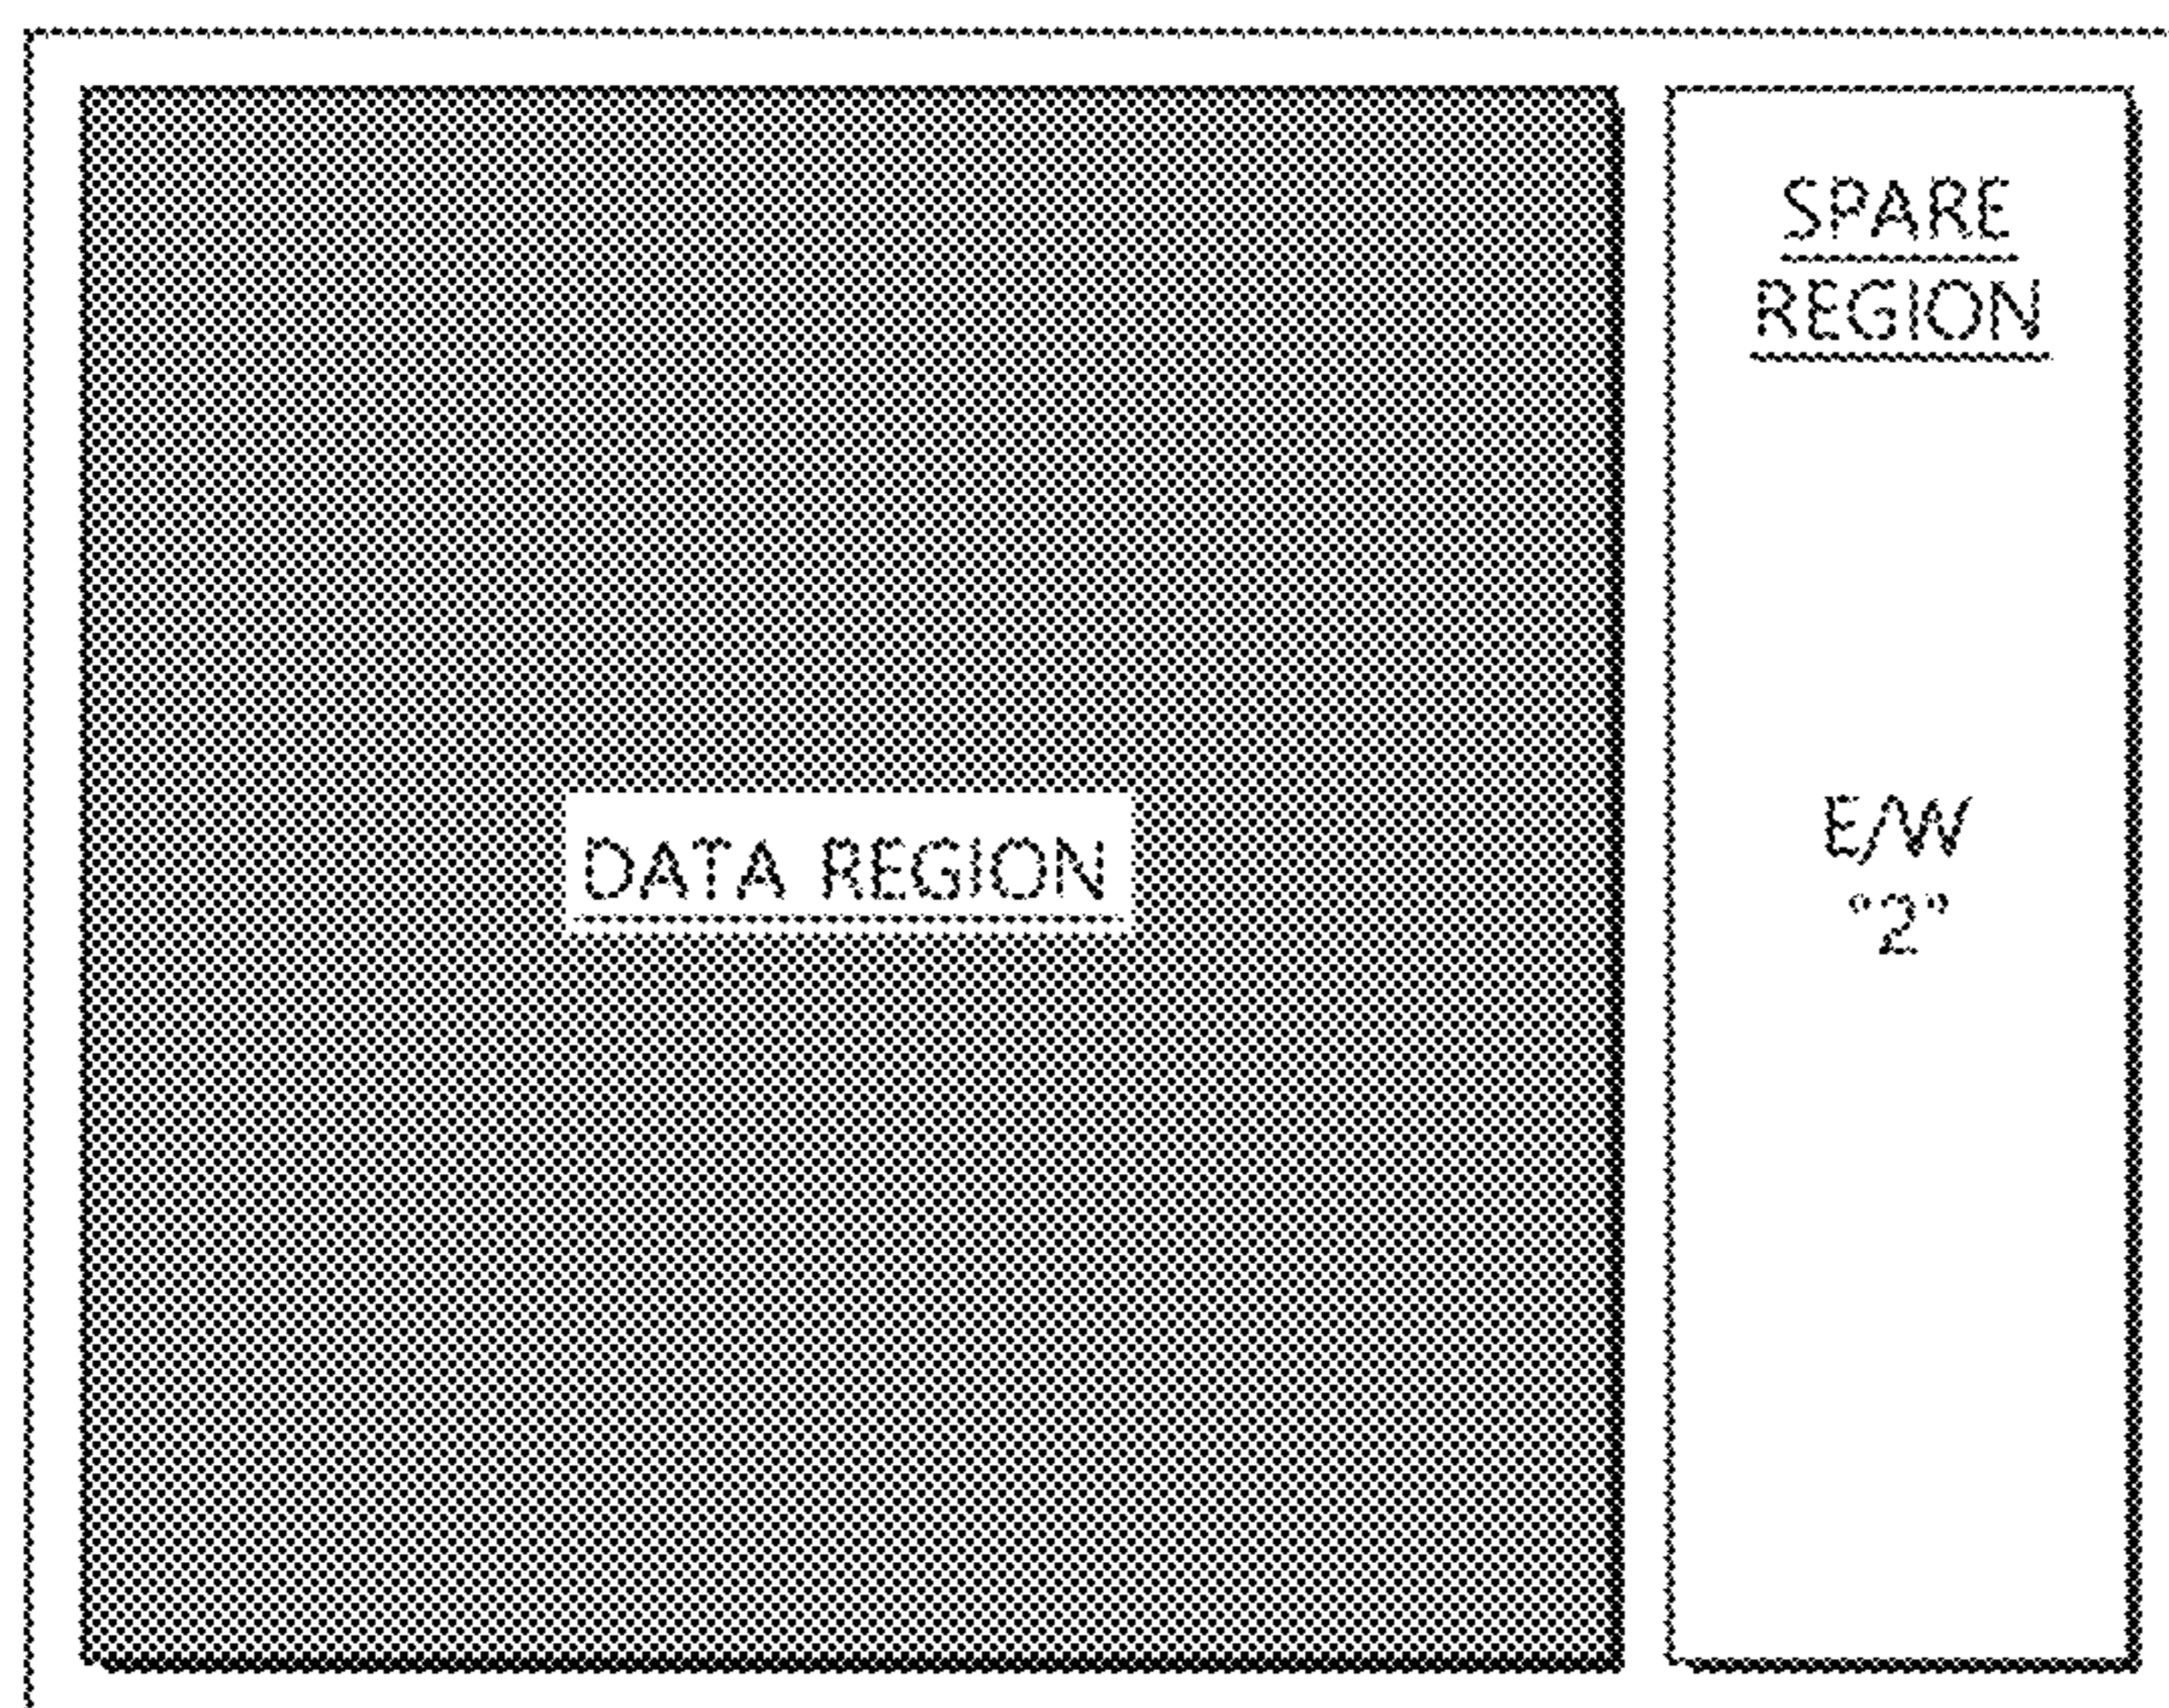 DATA REGION
SPARE
REGION
E/W
"2"